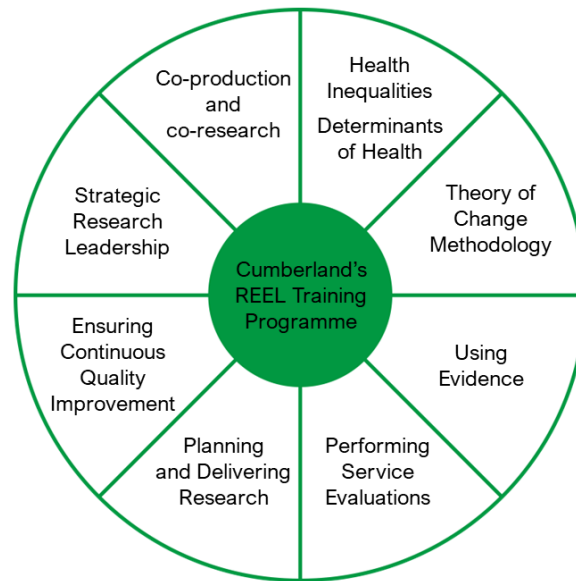 Cumberland's
REEL Training
Programme
Health
Inequalities
Determinants
of Health
Theory of
Change
Methodology
Using
Evidence
Performing
Service
Evaluations
Planning
and Delivering
Research
Ensuring
Continuous
Quality
Improvement
Strategic
Research
Leadership
Co-production
and
co-research